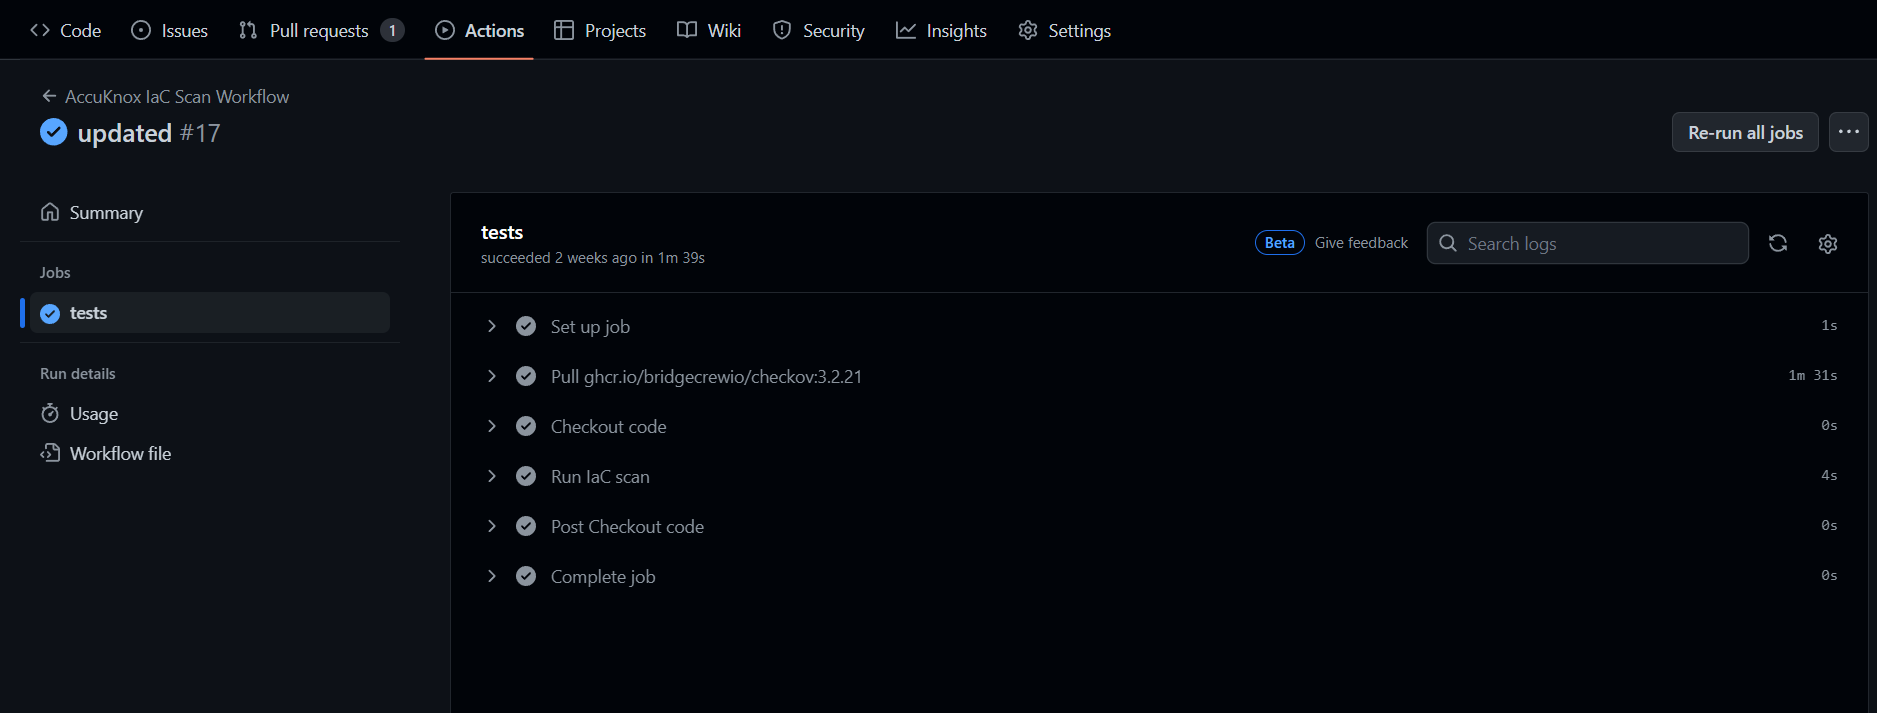 Code Issues Pull requests 1 Actions Projects Wiki Security Insights Settings
AccuKnox IaC Scan Workflow
updated #17
Re-run all jobs
Summary
Jobs
tests
Run details
Usage
Workflow file
tests
succeeded 2 weeks ago in 1m 39s
Beta Give feedback
Search logs
Set up job 1s
Pull ghcr.io/bridgecrewio/checkov:3.2.21 1m 31s
Checkout code 0s
Run IaC scan 4s
Post Checkout code 0s
Complete job 0s